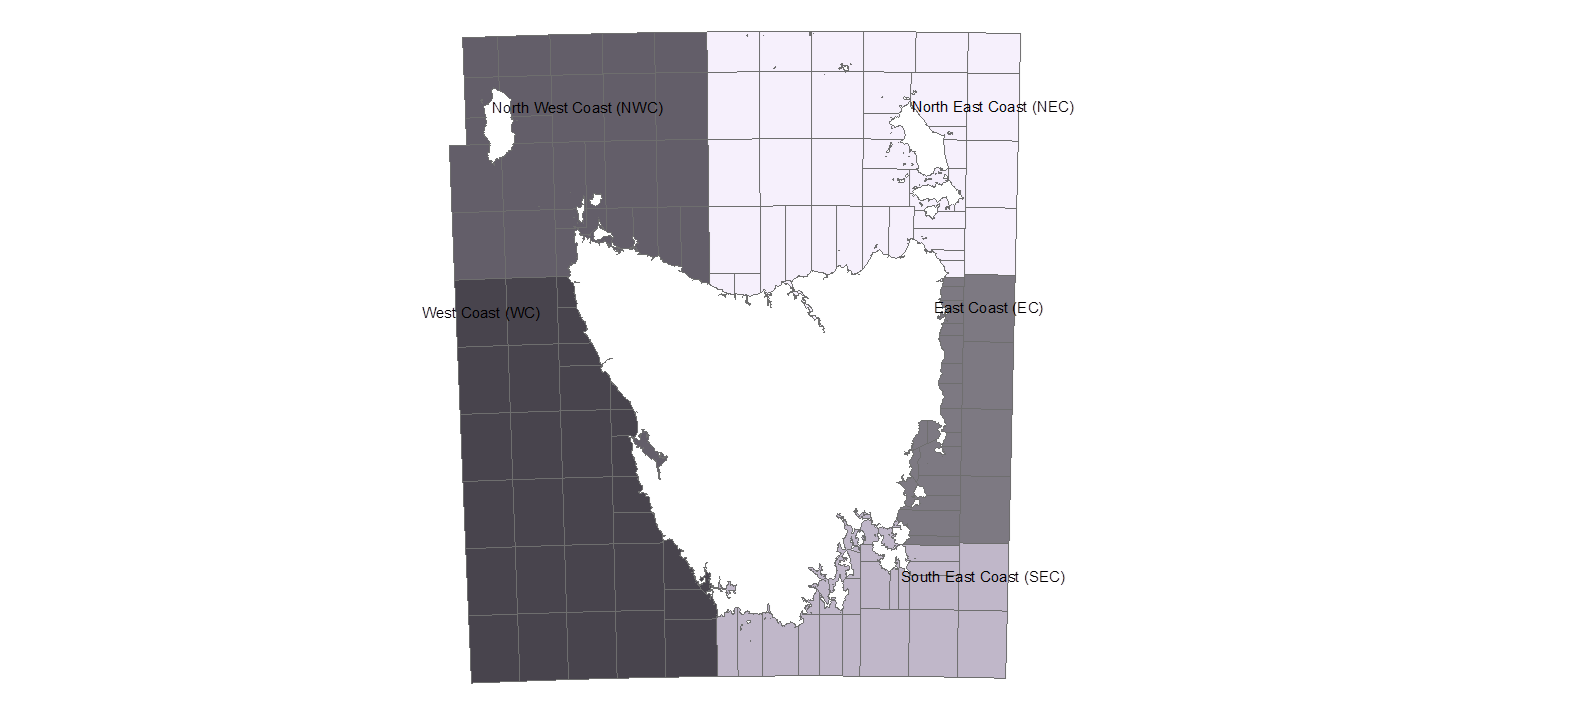 North West Coast (NWC)
North East Coast (NEC)
West Coast (WC)
East Coast (EC)
South East Coast (SEC)